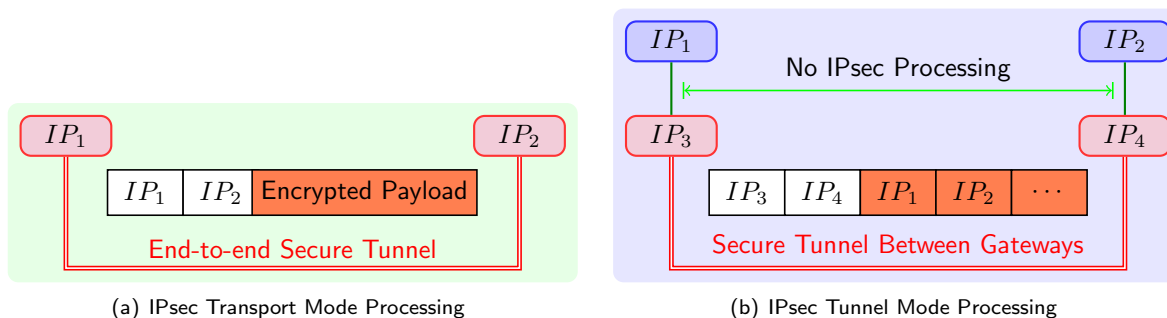 IP₁
IP₂
IP₁ IP₂ Encrypted Payload
End-to-end Secure Tunnel
(a) IPsec Transport Mode Processing
IP₁
IP₂
No IPsec Processing
IP₃
IP₄
IP₃ IP₄ IP₁ IP₂ ···
Secure Tunnel Between Gateways
(b) IPsec Tunnel Mode Processing